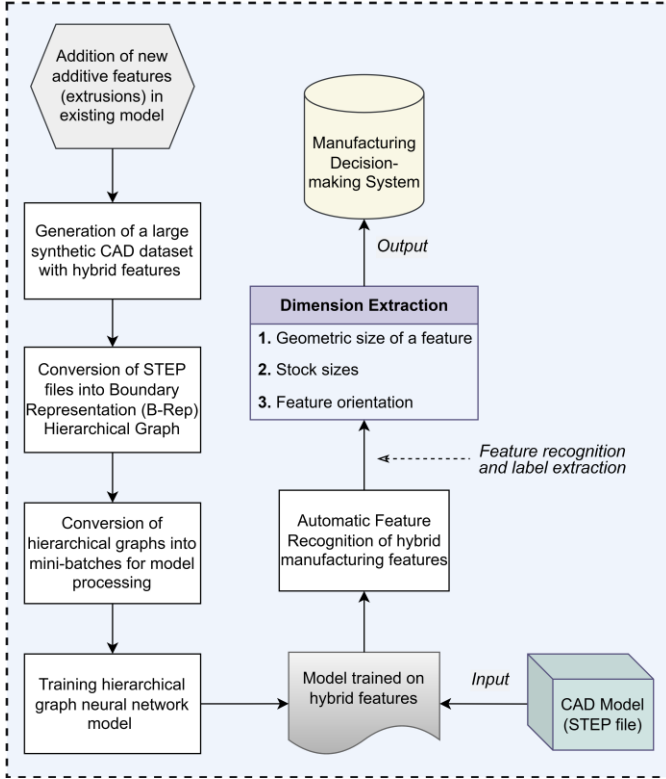 Addition of new
additive features
(extrusions) in
existing model
Generation of a large
synthetic CAD dataset
with hybrid features
Conversion of STEP
files into Boundary
Representation (B-Rep)
Hierarchical Graph
Conversion of
hierarchical graphs into
mini-batches for model
processing
Training hierarchical
graph neural network
model
Manufacturing
Decision-
making System
Output
Dimension Extraction
1. Geometric size of a feature
2. Stock sizes
3. Feature orientation
Feature recognition
and label extraction
Automatic Feature
Recognition of hybrid
manufacturing features
Model trained on
hybrid features
Input
CAD Model
(STEP file)